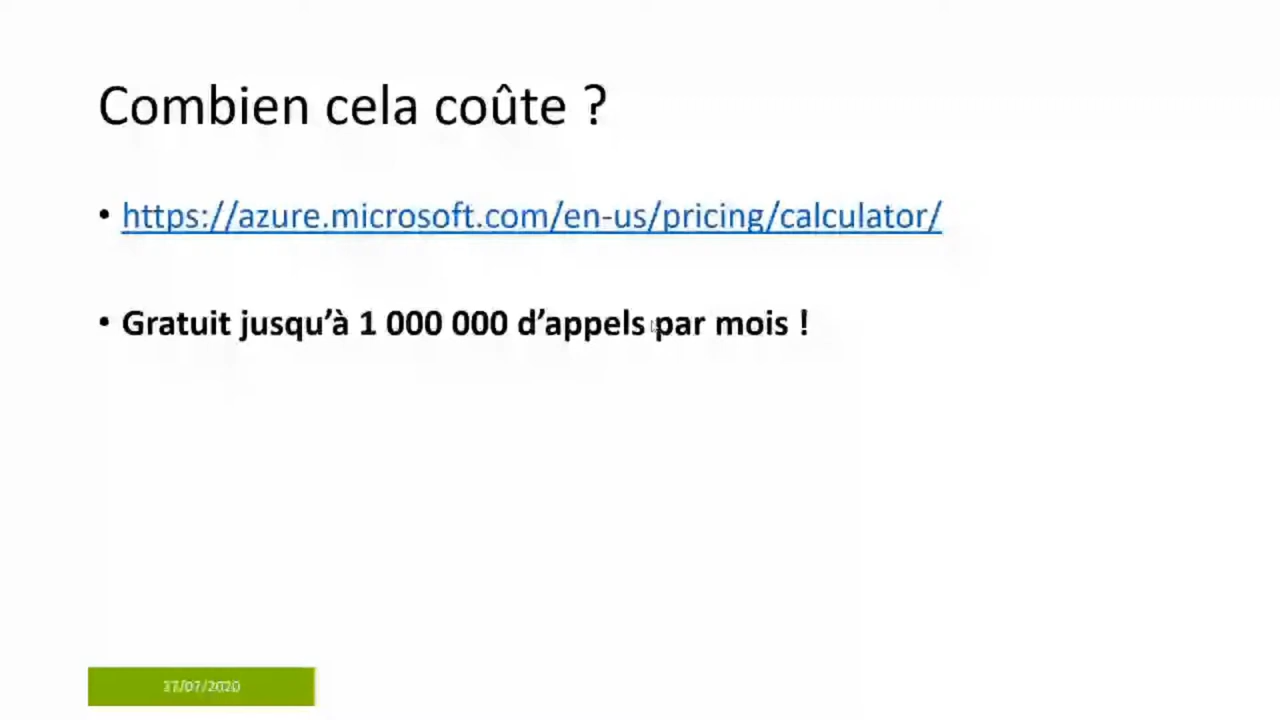 Combien cela coûte ?
• https://azure.microsoft.com/en-us/pricing/calculator/
• Gratuit jusqu’à 1 000 000 d’appels par mois !